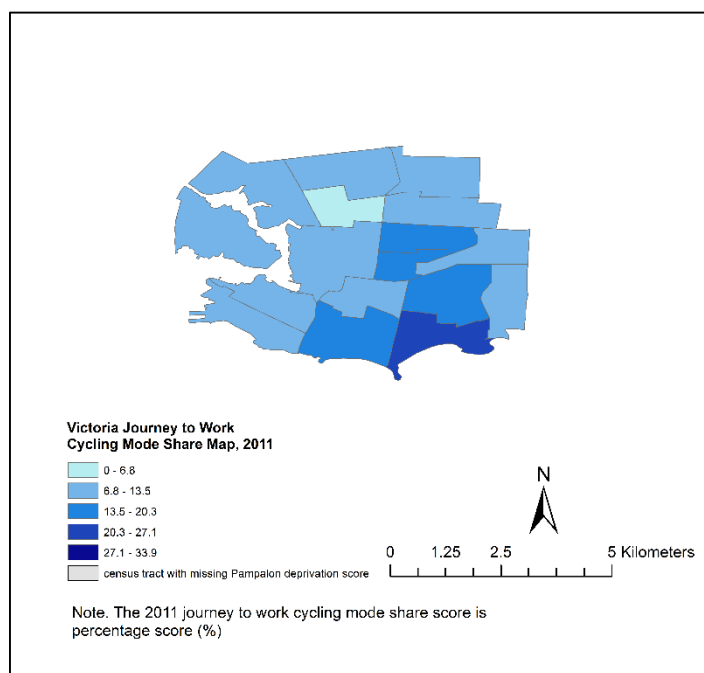 Victoria Journey to Work
Cycling Mode Share Map, 2011
0 - 6.8
6.8 - 13.5
13.5 - 20.3
20.3 - 27.1
27.1 - 33.9
census tract with missing Pampalon deprivation score
N
0 1.25 2.5 5 Kilometers
Note. The 2011 journey to work cycling mode share score is
percentage score (%)